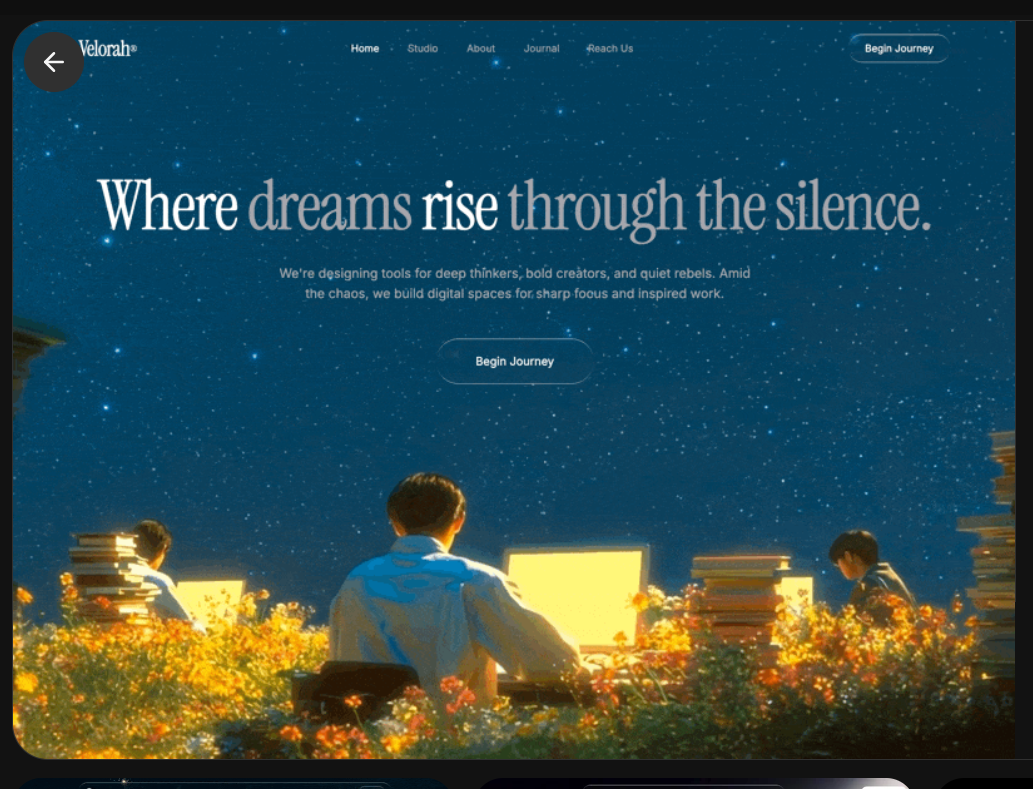 Velorah®
Home
Studio
About
Journal
Reach Us
Begin Journey
Where dreams rise through the silence.
We're designing tools for deep thinkers, bold creators, and quiet rebels. Amid
the chaos, we build digital spaces for sharp focus and inspired work.
Begin Journey